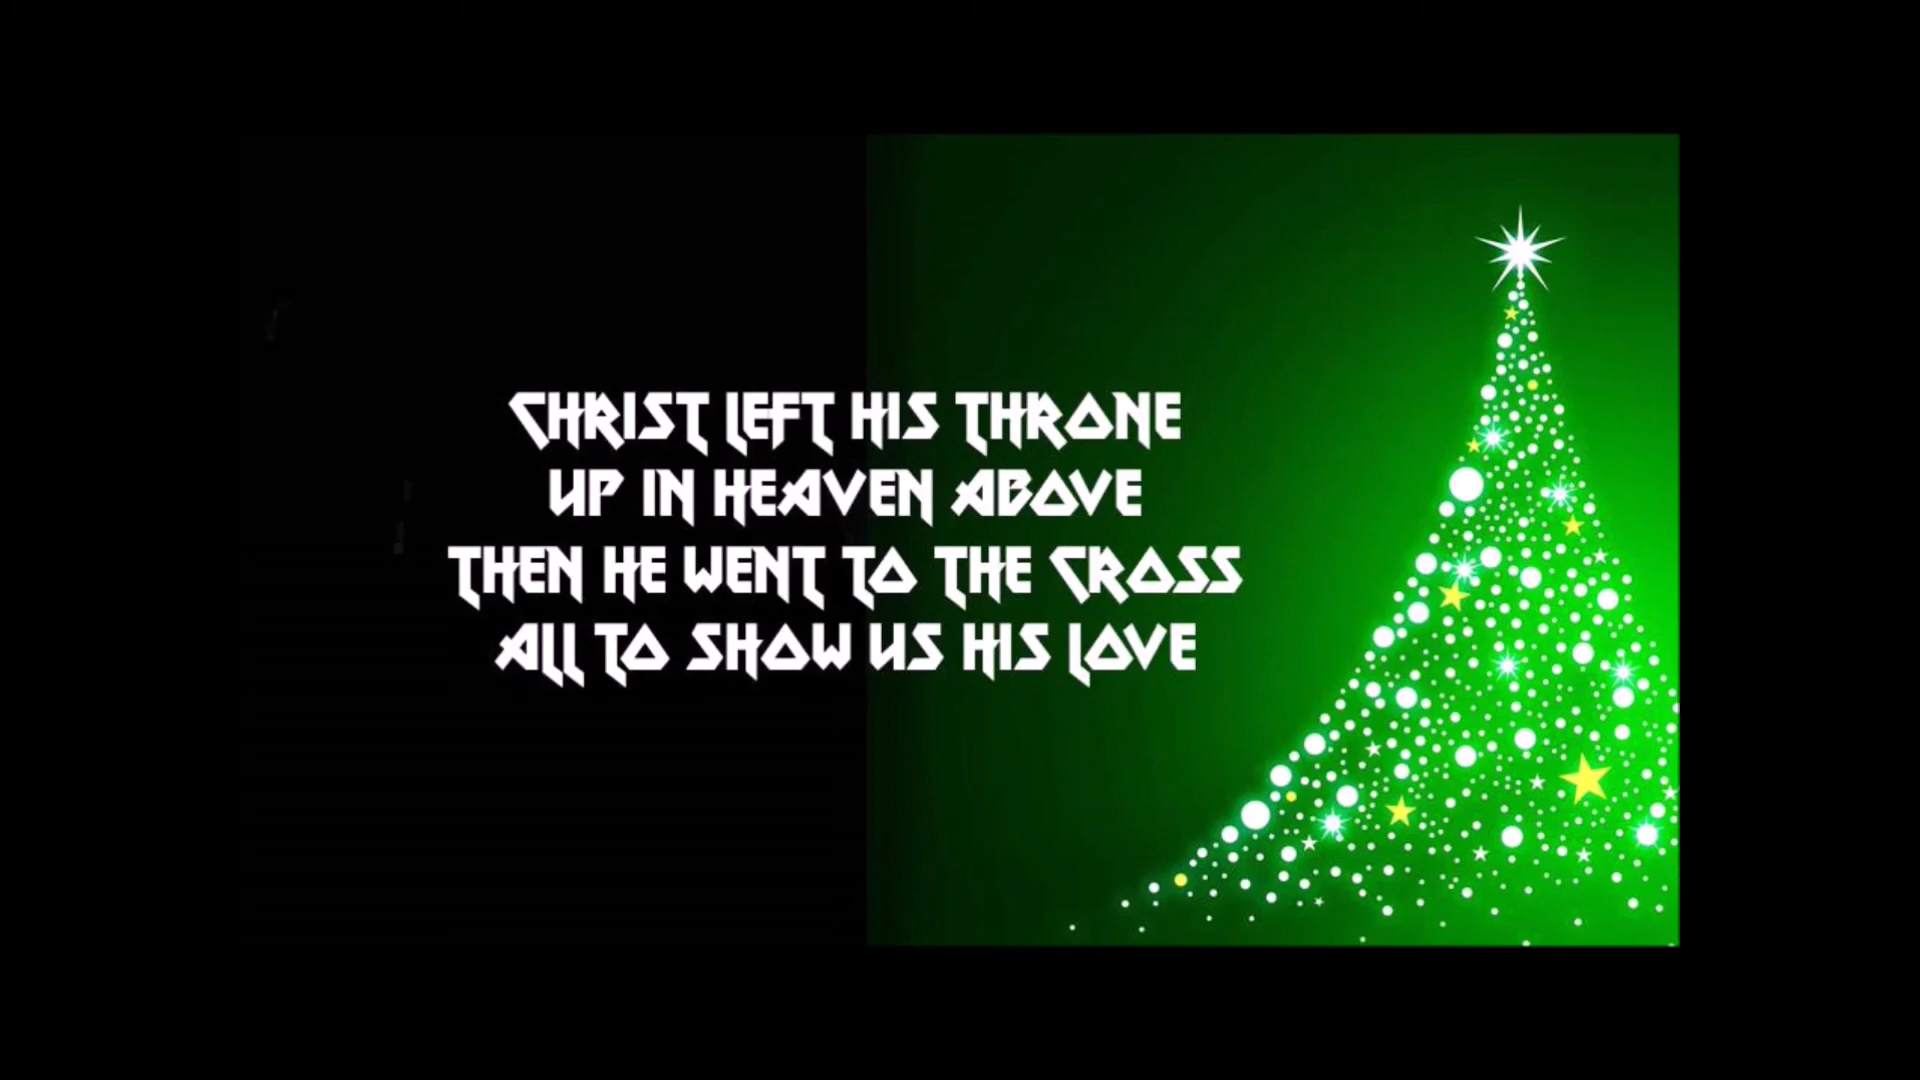 CHRIST LEFT HIS THRONE
UP IN HEAVEN ABOVE
THEN HE WENT TO THE CROSS
ALL TO SHOW US HIS LOVE